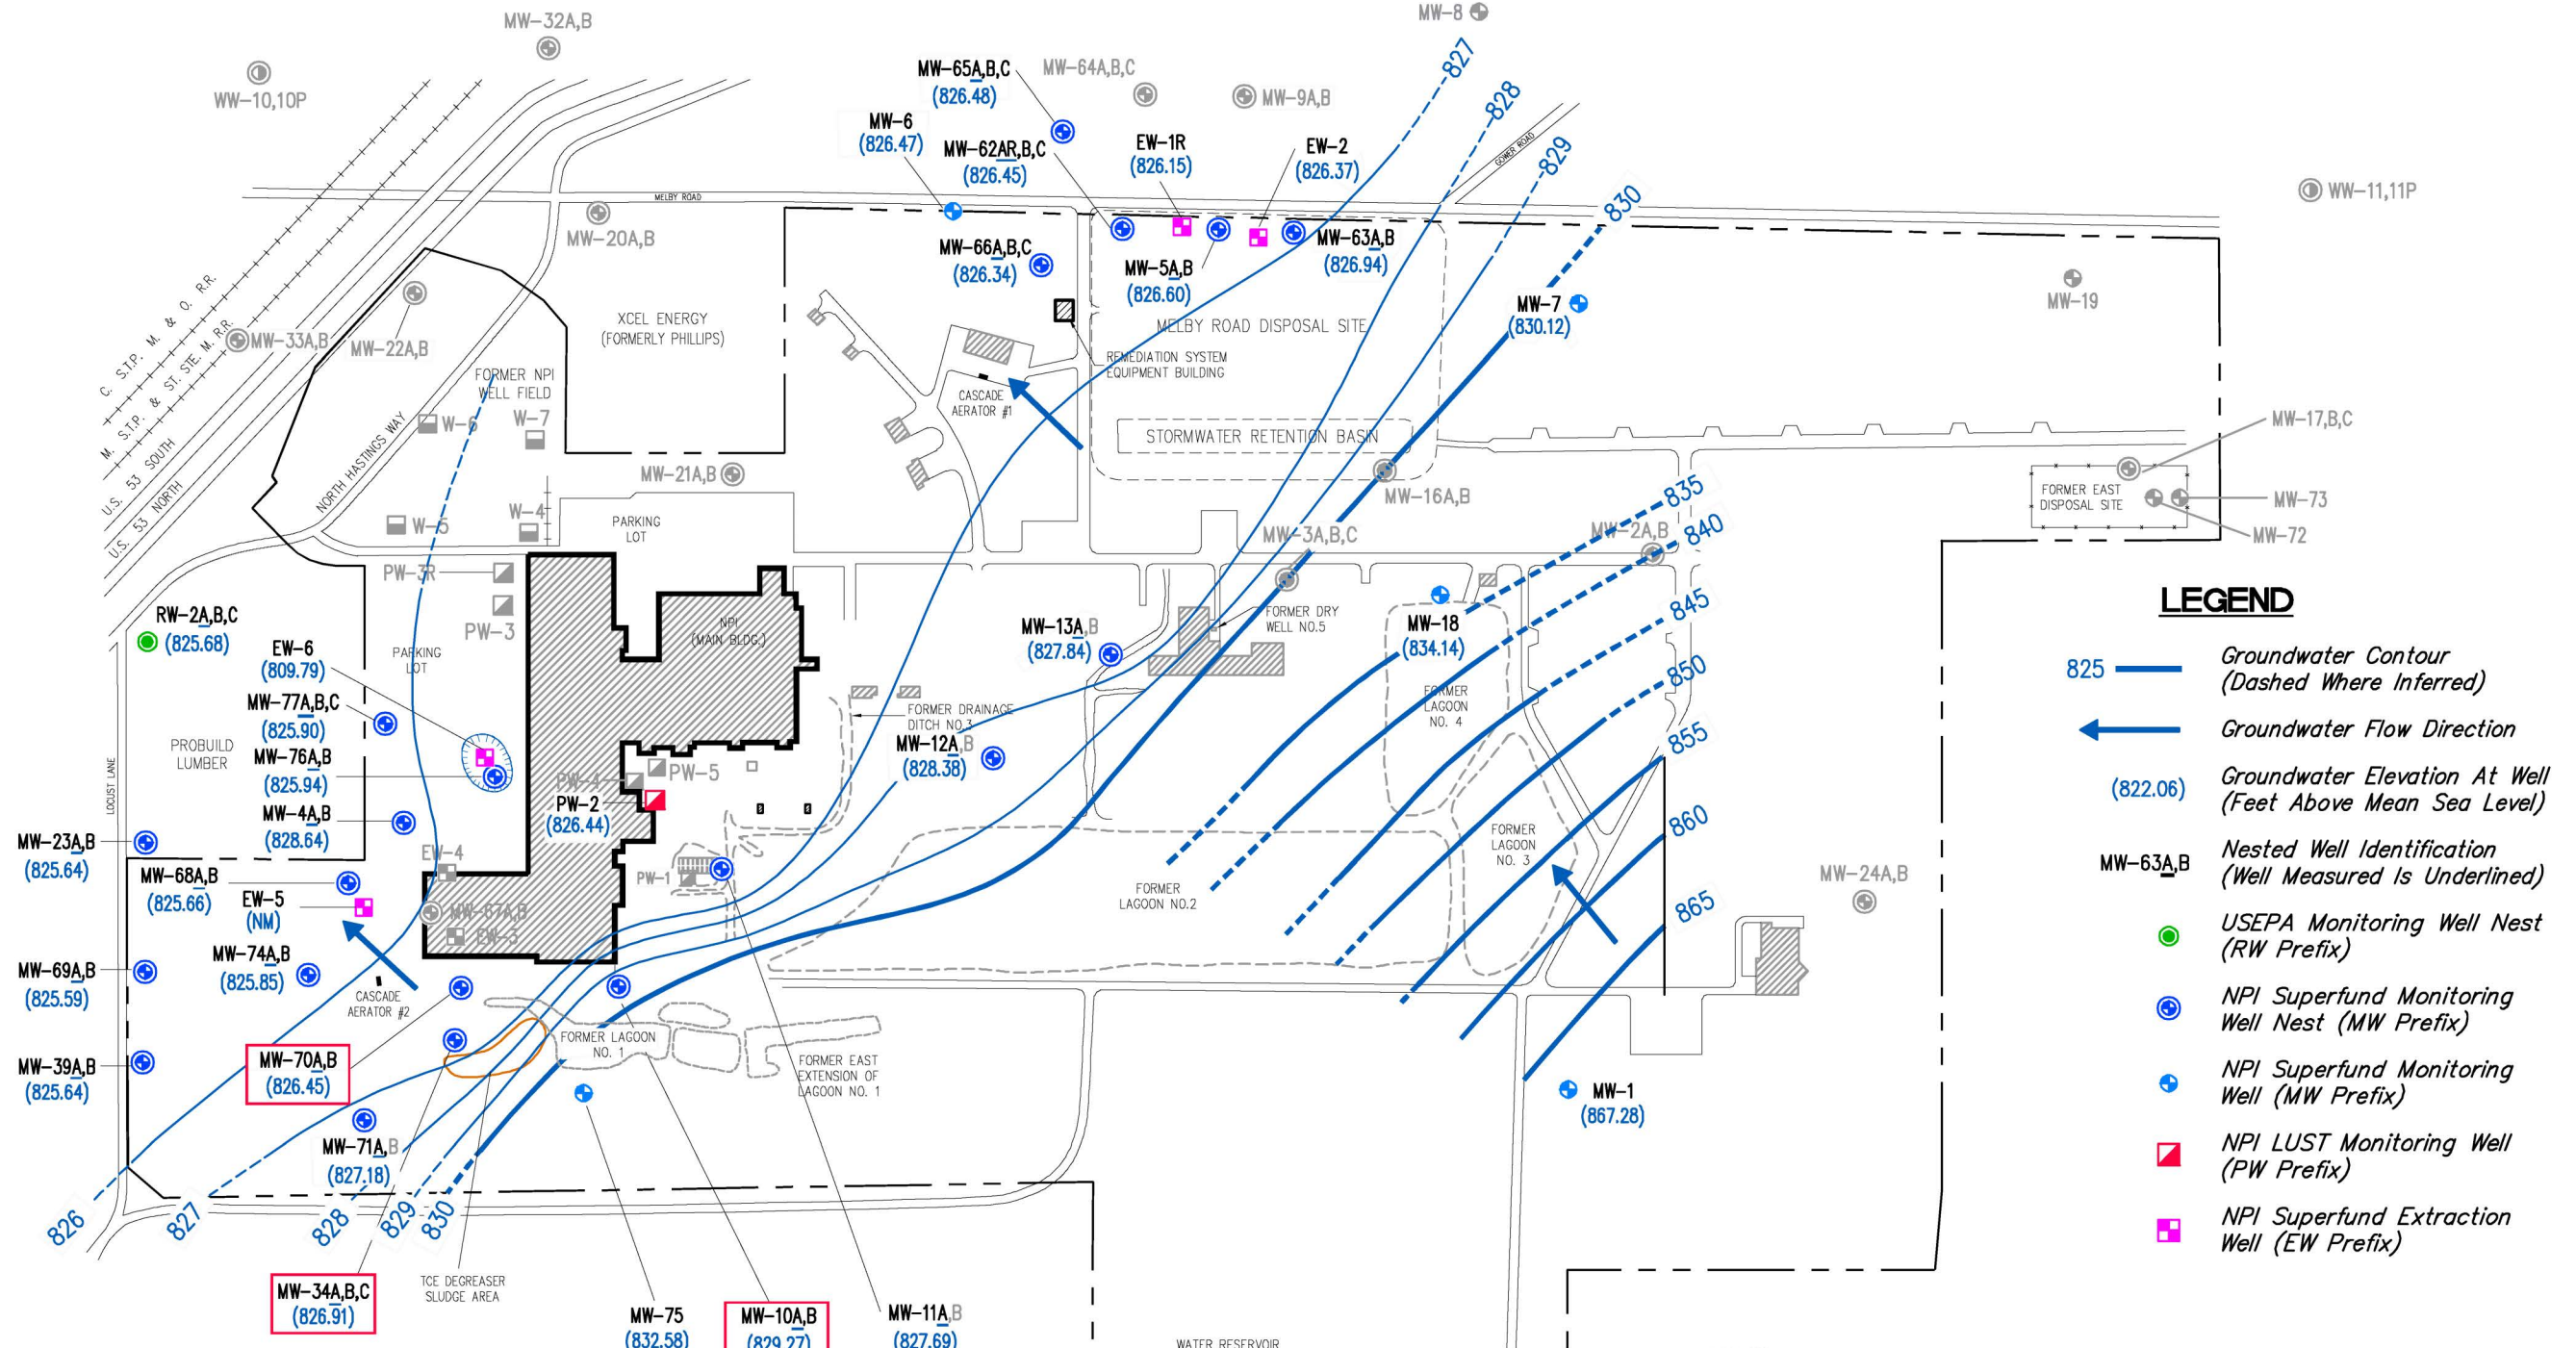 MW-32A,B
WW-10,10P
MW-8
827
828
829
830
MW-65A,B,C
(826.48)
MW-64A,B,C
MW-9A,B
MW-6
(826.47)
MW-62AR,B,C
(826.45)
EW-1R
(826.15)
EW-2
(826.37)
GOWER ROAD
WW-11,11P
MELBY ROAD
MW-20A,B
MW-66A,B,C
(826.34)
MW-5A,B
(826.60)
MW-63A,B
(826.94)
MW-7
(830.12)
MW-19
C. S.T.P. M. & O. R.R.
M. S.T.P. & ST. STE. M. R.R.
U.S. 53 SOUTH
U.S. 53 NORTH
NORTH HASTINGS WAY
MW-33A,B
MW-22A,B
XCEL ENERGY
(FORMERLY PHILLIPS)
MELBY ROAD DISPOSAL SITE
REMEDIATION SYSTEM
EQUIPMENT BUILDING
CASCADE
AERATOR #1
FORMER NPI
WELL FIELD
W-6
W-7
STORMWATER RETENTION BASIN
MW-21A,B
MW-16A,B
835
840
845
850
855
860
865
MW-17,B,C
FORMER EAST
DISPOSAL SITE
MW-73
MW-72
W-5
W-4
PARKING
LOT
MW-3A,B,C
MW-2A,B
PW-3R
PW-3
RW-2A,B,C
(825.68)
EW-6
(809.79)
PARKING
LOT
NPI
(MAIN BLDG.)
MW-13A,B
(827.84)
FORMER DRY
WELL NO.5
MW-18
(834.14)
MW-77A,B,C
(825.90)
PROBUILD
LUMBER
MW-76A,B
(825.94)
FORMER DRAINAGE
DITCH NO.3
MW-12A,B
(828.38)
FORMER
LAGOON
NO. 4
LOCUST LANE
PW-4
PW-5
PW-2
(826.44)
MW-4A,B
(828.64)
MW-23A,B
(825.64)
EW-4
PW-1
MW-68A,B
(825.66)
EW-5
(NM)
MW-67A,B
EW-3
FORMER
LAGOON NO.2
FORMER
LAGOON
NO. 3
MW-24A,B
MW-69A,B
(825.59)
MW-74A,B
(825.85)
CASCADE
AERATOR #2
MW-39A,B
(825.64)
MW-70A,B
(826.45)
FORMER LAGOON
NO. 1
FORMER EAST
EXTENSION OF
LAGOON NO. 1
MW-1
(867.28)
MW-71A,B
(827.18)
826
827
828
829
830
MW-34A,B,C
(826.91)
TCE DEGREASER
SLUDGE AREA
MW-75
(832.58)
MW-10A,B
(829.27)
MW-11A,B
(827.69)
WATER RESERVOIR
LEGEND
825
Groundwater Contour
(Dashed Where Inferred)
Groundwater Flow Direction
(822.06)
Groundwater Elevation At Well
(Feet Above Mean Sea Level)
MW-63A,B
Nested Well Identification
(Well Measured Is Underlined)
USEPA Monitoring Well Nest
(RW Prefix)
NPI Superfund Monitoring
Well Nest (MW Prefix)
NPI Superfund Monitoring
Well (MW Prefix)
NPI LUST Monitoring Well
(PW Prefix)
NPI Superfund Extraction
Well (EW Prefix)